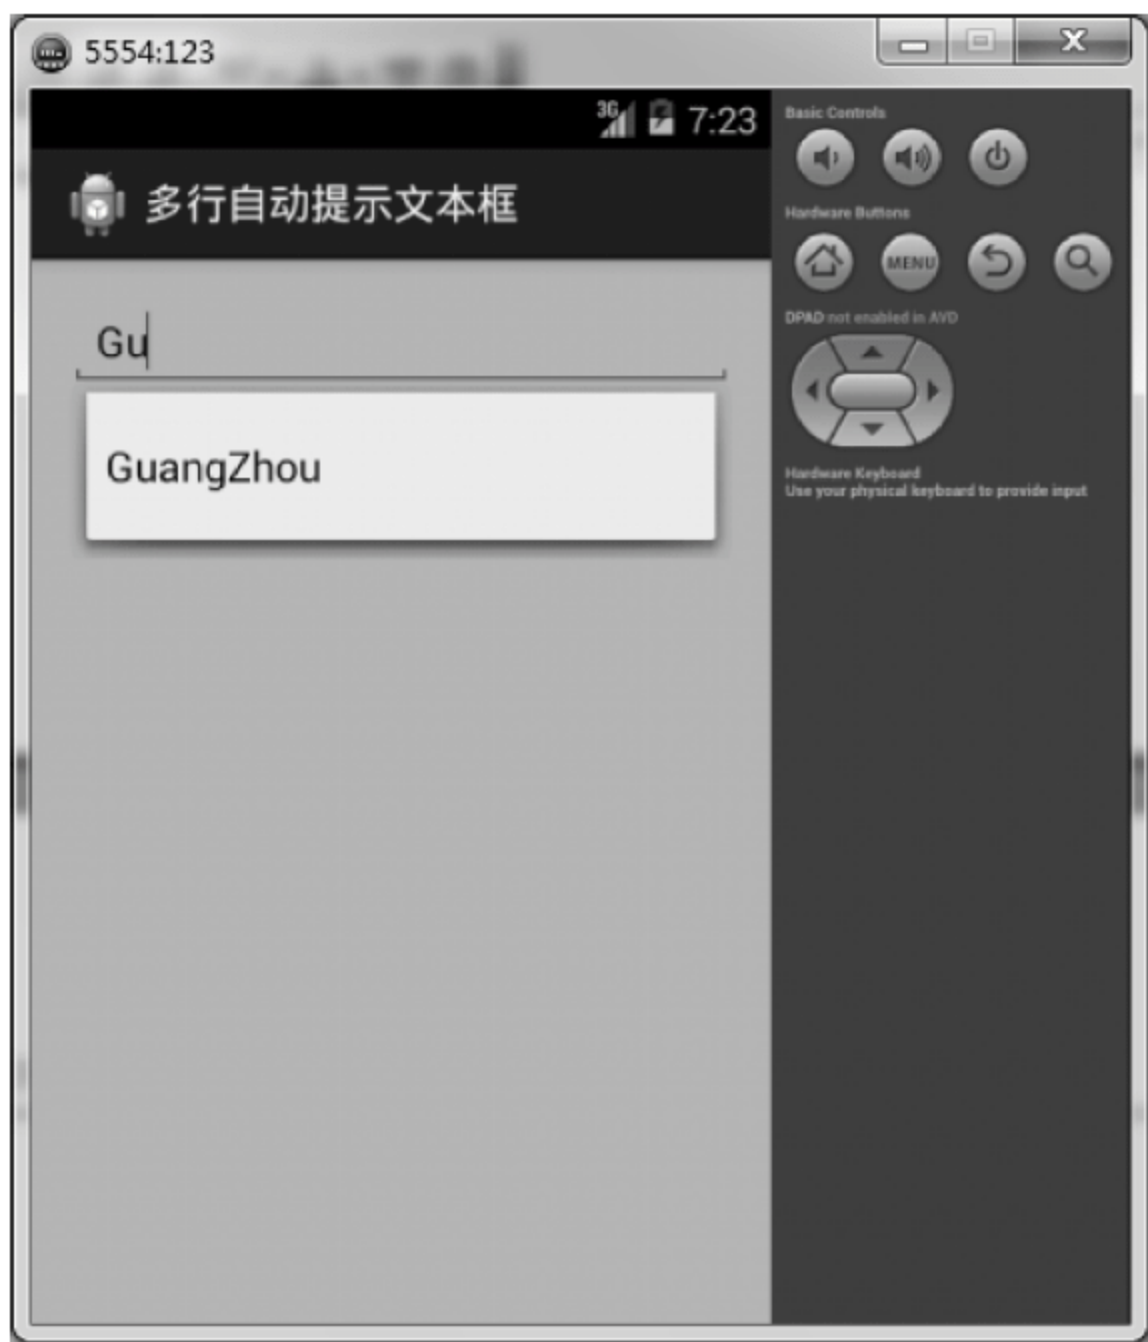 5554:123
3G 7:23
多行自动提示文本框
Gu
GuangZhou
Basic Controls
Hardware Buttons
MENU
DPAD not enabled in AVD
Hardware Keyboard
Use your physical keyboard to provide input